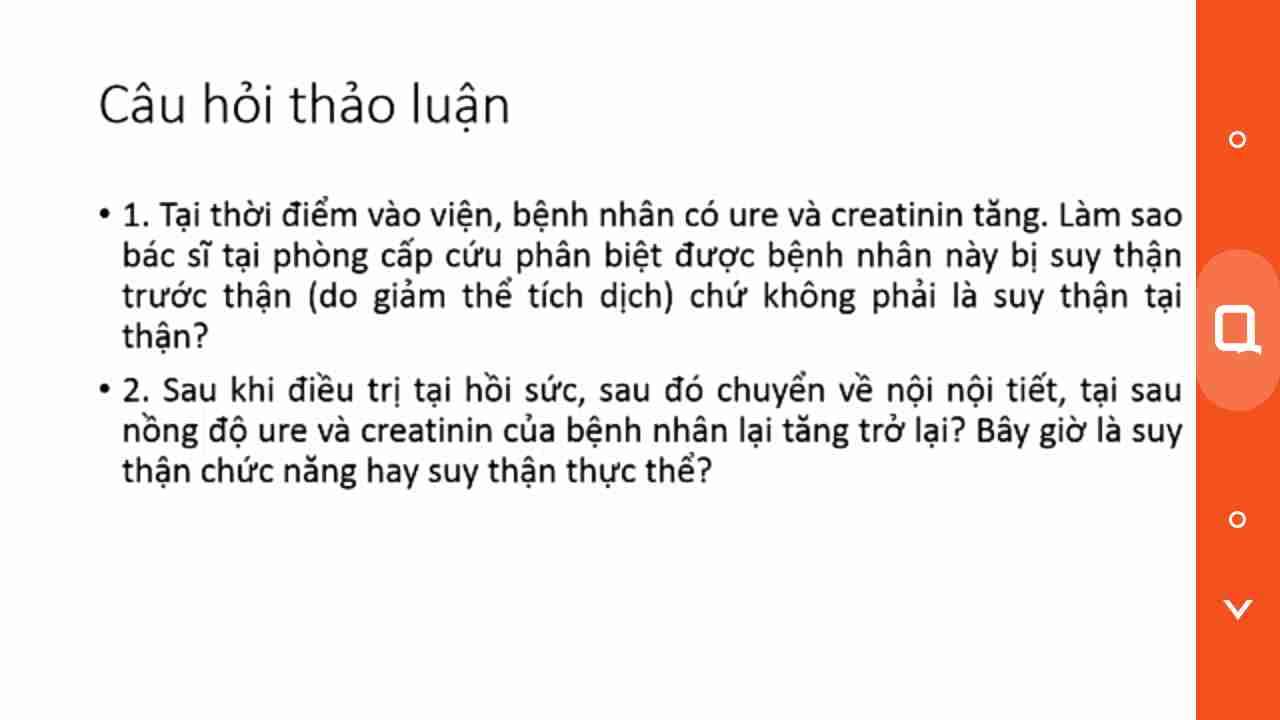 Câu hỏi thảo luận
• 1. Tại thời điểm vào viện, bệnh nhân có ure và creatinin tăng. Làm sao
bác sĩ tại phòng cấp cứu phân biệt được bệnh nhân này bị suy thận
trước thận (do giảm thể tích dịch) chứ không phải là suy thận tại
thận?
• 2. Sau khi điều trị tại hồi sức, sau đó chuyển về nội nội tiết, tại sau
nồng độ ure và creatinin của bệnh nhân lại tăng trở lại? Bây giờ là suy
thận chức năng hay suy thận thực thể?